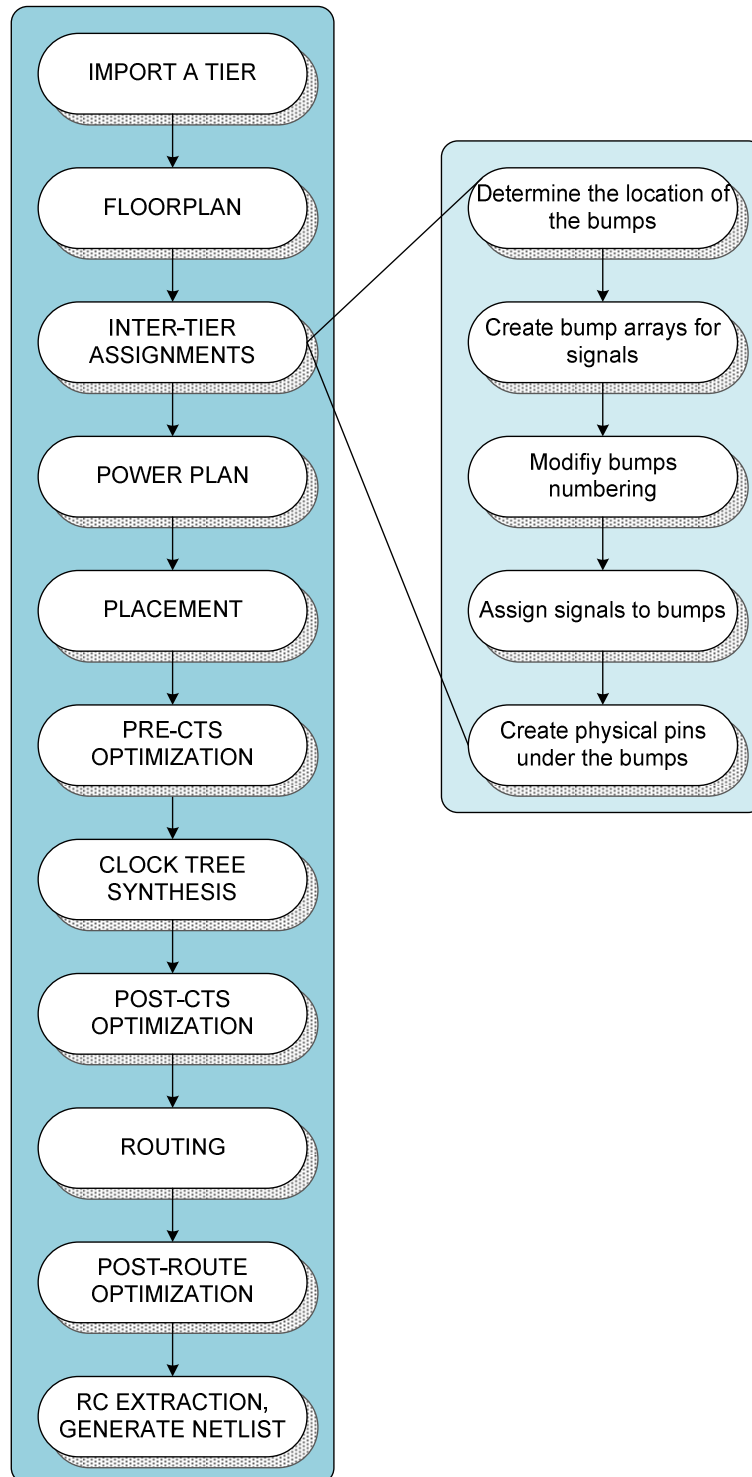 IMPORT A TIER
FLOORPLAN
INTER-TIER
ASSIGNMENTS
POWER PLAN
PLACEMENT
PRE-CTS
OPTIMIZATION
CLOCK TREE
SYNTHESIS
POST-CTS
OPTIMIZATION
ROUTING
POST-ROUTE
OPTIMIZATION
RC EXTRACTION,
GENERATE NETLIST
Determine the location of
the bumps
Create bump arrays for
signals
Modifiy bumps
numbering
Assign signals to bumps
Create physical pins
under the bumps